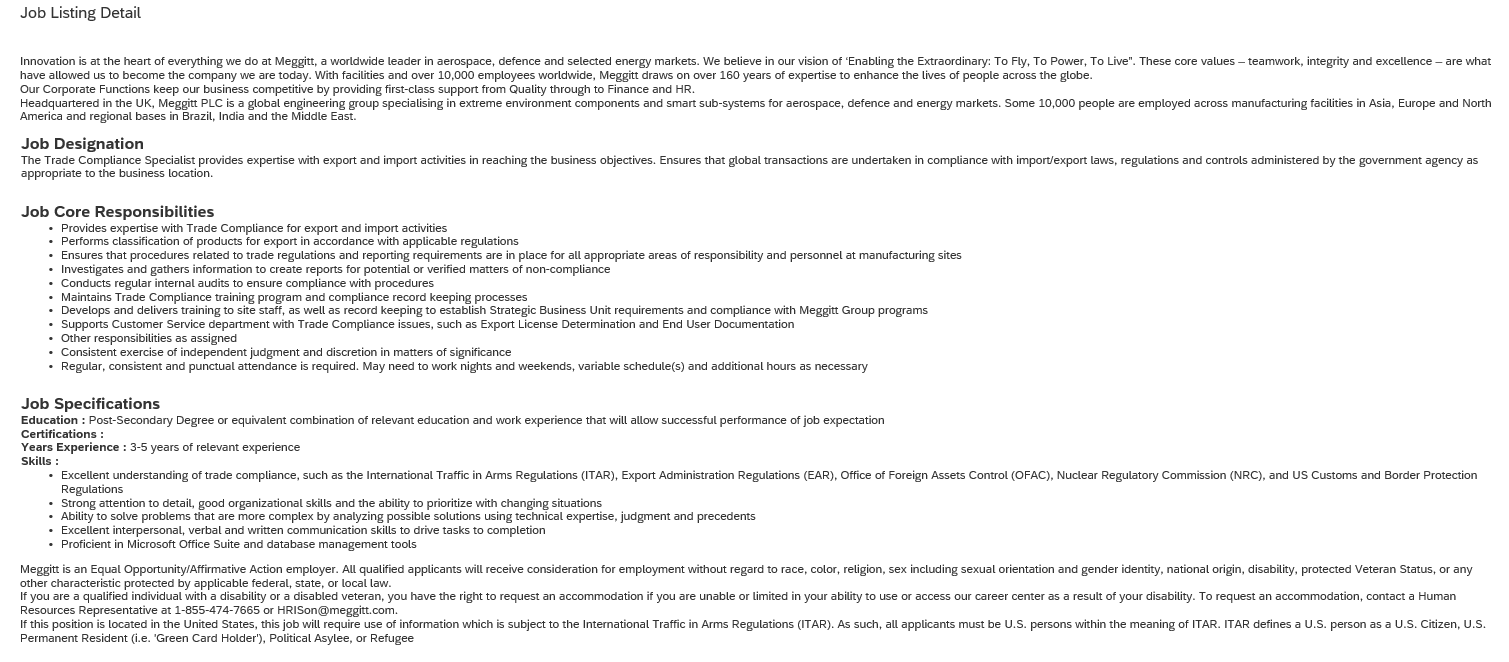 Job Listing Detail
Innovation is at the heart of everything we do at Meggitt, a worldwide leader in aerospace, defence and selected energy markets. We believe in our vision of ‘Enabling the Extraordinary: To Fly, To Power, To Live”. These core values – teamwork, integrity and excellence – are what
have allowed us to become the company we are today. With facilities and over 10,000 employees worldwide, Meggitt draws on over 160 years of expertise to enhance the lives of people across the globe.
Our Corporate Functions keep our business competitive by providing first-class support from Quality through to Finance and HR.
Headquartered in the UK, Meggitt PLC is a global engineering group specialising in extreme environment components and smart sub-systems for aerospace, defence and energy markets. Some 10,000 people are employed across manufacturing facilities in Asia, Europe and North
America and regional bases in Brazil, India and the Middle East.
Job Designation
The Trade Compliance Specialist provides expertise with export and import activities in reaching the business objectives. Ensures that global transactions are undertaken in compliance with import/export laws, regulations and controls administered by the government agency as
appropriate to the business location.
Job Core Responsibilities
• Provides expertise with Trade Compliance for export and import activities
• Performs classification of products for export in accordance with applicable regulations
• Ensures that procedures related to trade regulations and reporting requirements are in place for all appropriate areas of responsibility and personnel at manufacturing sites
• Investigates and gathers information to create reports for potential or verified matters of non-compliance
• Conducts regular internal audits to ensure compliance with procedures
• Maintains Trade Compliance training program and compliance record keeping processes
• Develops and delivers training to site staff, as well as record keeping to establish Strategic Business Unit requirements and compliance with Meggitt Group programs
• Supports Customer Service department with Trade Compliance issues, such as Export License Determination and End User Documentation
• Other responsibilities as assigned
• Consistent exercise of independent judgment and discretion in matters of significance
• Regular, consistent and punctual attendance is required. May need to work nights and weekends, variable schedule(s) and additional hours as necessary
Job Specifications
Education : Post-Secondary Degree or equivalent combination of relevant education and work experience that will allow successful performance of job expectation
Certifications :
Years Experience : 3-5 years of relevant experience
Skills :
• Excellent understanding of trade compliance, such as the International Traffic in Arms Regulations (ITAR), Export Administration Regulations (EAR), Office of Foreign Assets Control (OFAC), Nuclear Regulatory Commission (NRC), and US Customs and Border Protection
Regulations
• Strong attention to detail, good organizational skills and the ability to prioritize with changing situations
• Ability to solve problems that are more complex by analyzing possible solutions using technical expertise, judgment and precedents
• Excellent interpersonal, verbal and written communication skills to drive tasks to completion
• Proficient in Microsoft Office Suite and database management tools
Meggitt is an Equal Opportunity/Affirmative Action employer. All qualified applicants will receive consideration for employment without regard to race, color, religion, sex including sexual orientation and gender identity, national origin, disability, protected Veteran Status, or any
other characteristic protected by applicable federal, state, or local law.
If you are a qualified individual with a disability or a disabled veteran, you have the right to request an accommodation if you are unable or limited in your ability to use or access our career center as a result of your disability. To request an accommodation, contact a Human
Resources Representative at 1-855-474-7665 or HRISon@meggitt.com.
If this position is located in the United States, this job will require use of information which is subject to the International Traffic in Arms Regulations (ITAR). As such, all applicants must be U.S. persons within the meaning of ITAR. ITAR defines a U.S. person as a U.S. Citizen, U.S.
Permanent Resident (i.e. 'Green Card Holder'), Political Asylee, or Refugee